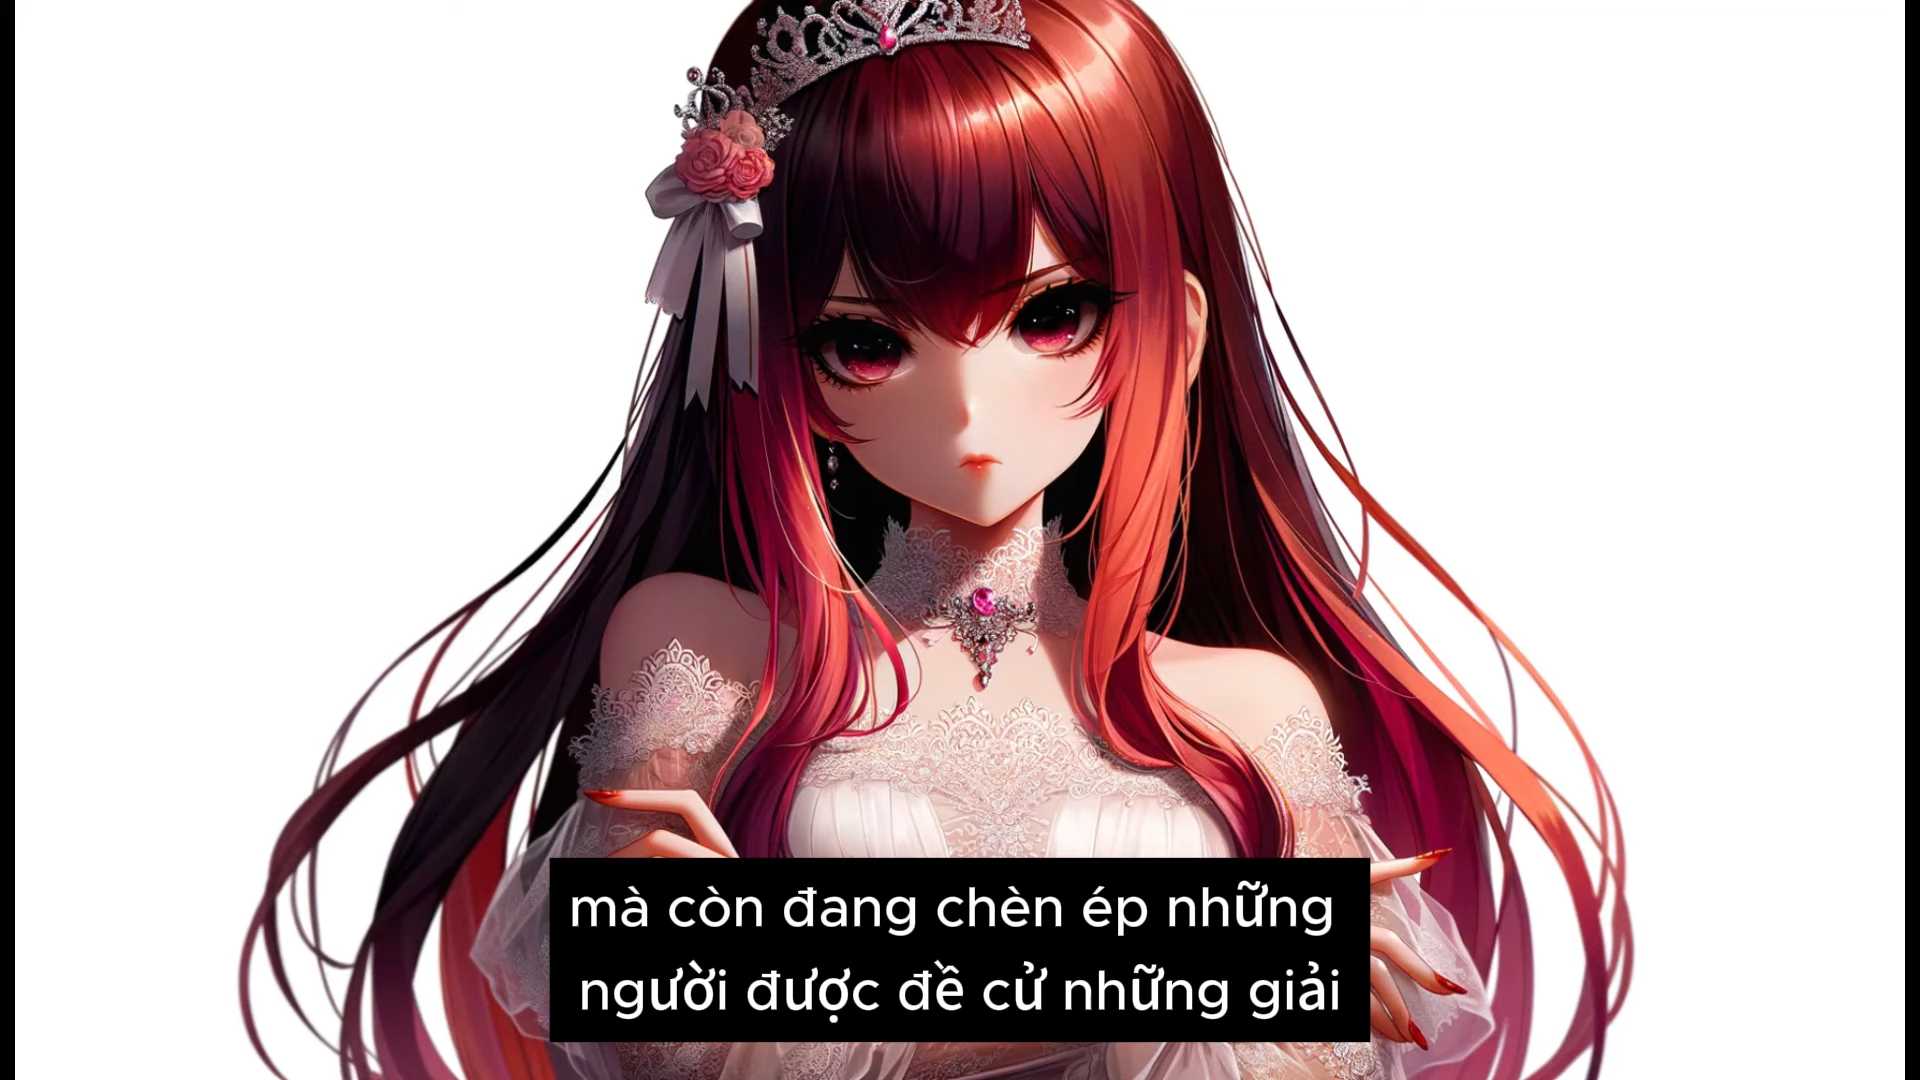 mà còn đang chèn ép những
người được đề cử những giải